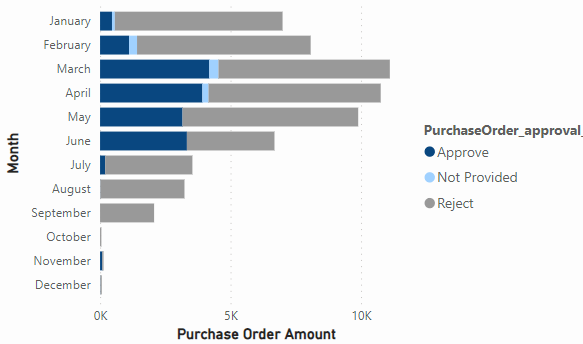 January
February
March
April
May
June
July
August
September
October
November
December
Month
0K
5K
10K
Purchase Order Amount
PurchaseOrder_approval_
Approve
Not Provided
Reject